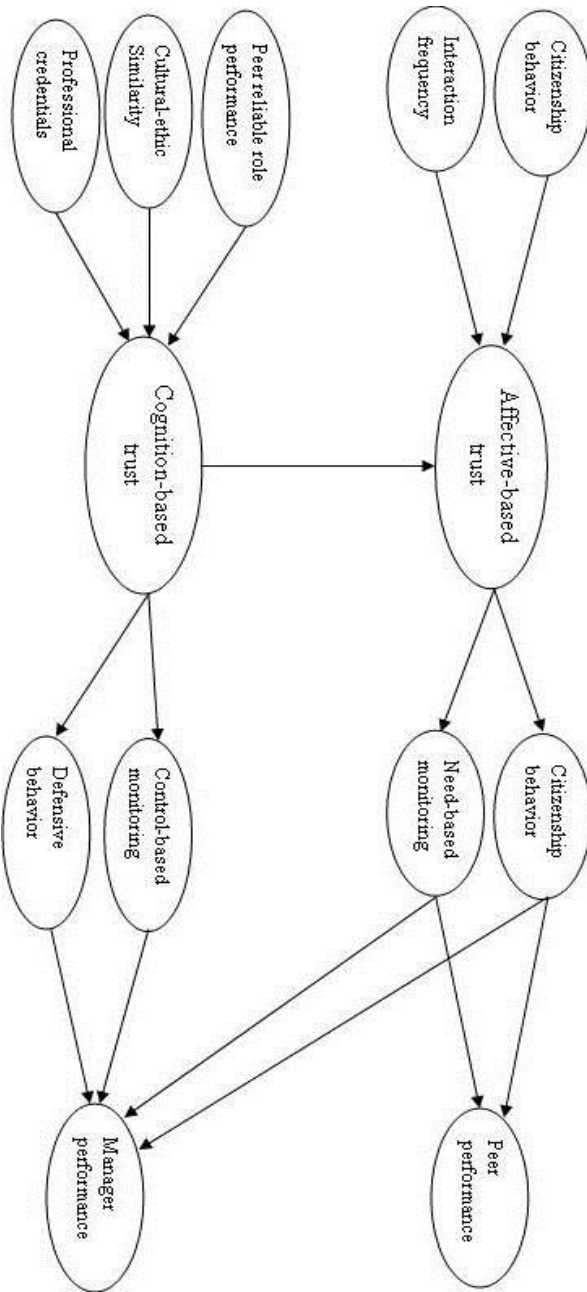 Citizenship
behavior
Interaction
frequency
Peer reliable role
performance
Cultural-ethic
Similarity
Professional
credentials
Affective-based
trust
Cognition-based
trust
Citizenship
behavior
Need-based
monitoring
Control-based
monitoring
Defensive
behavior
Peer
performance
Manager
performance